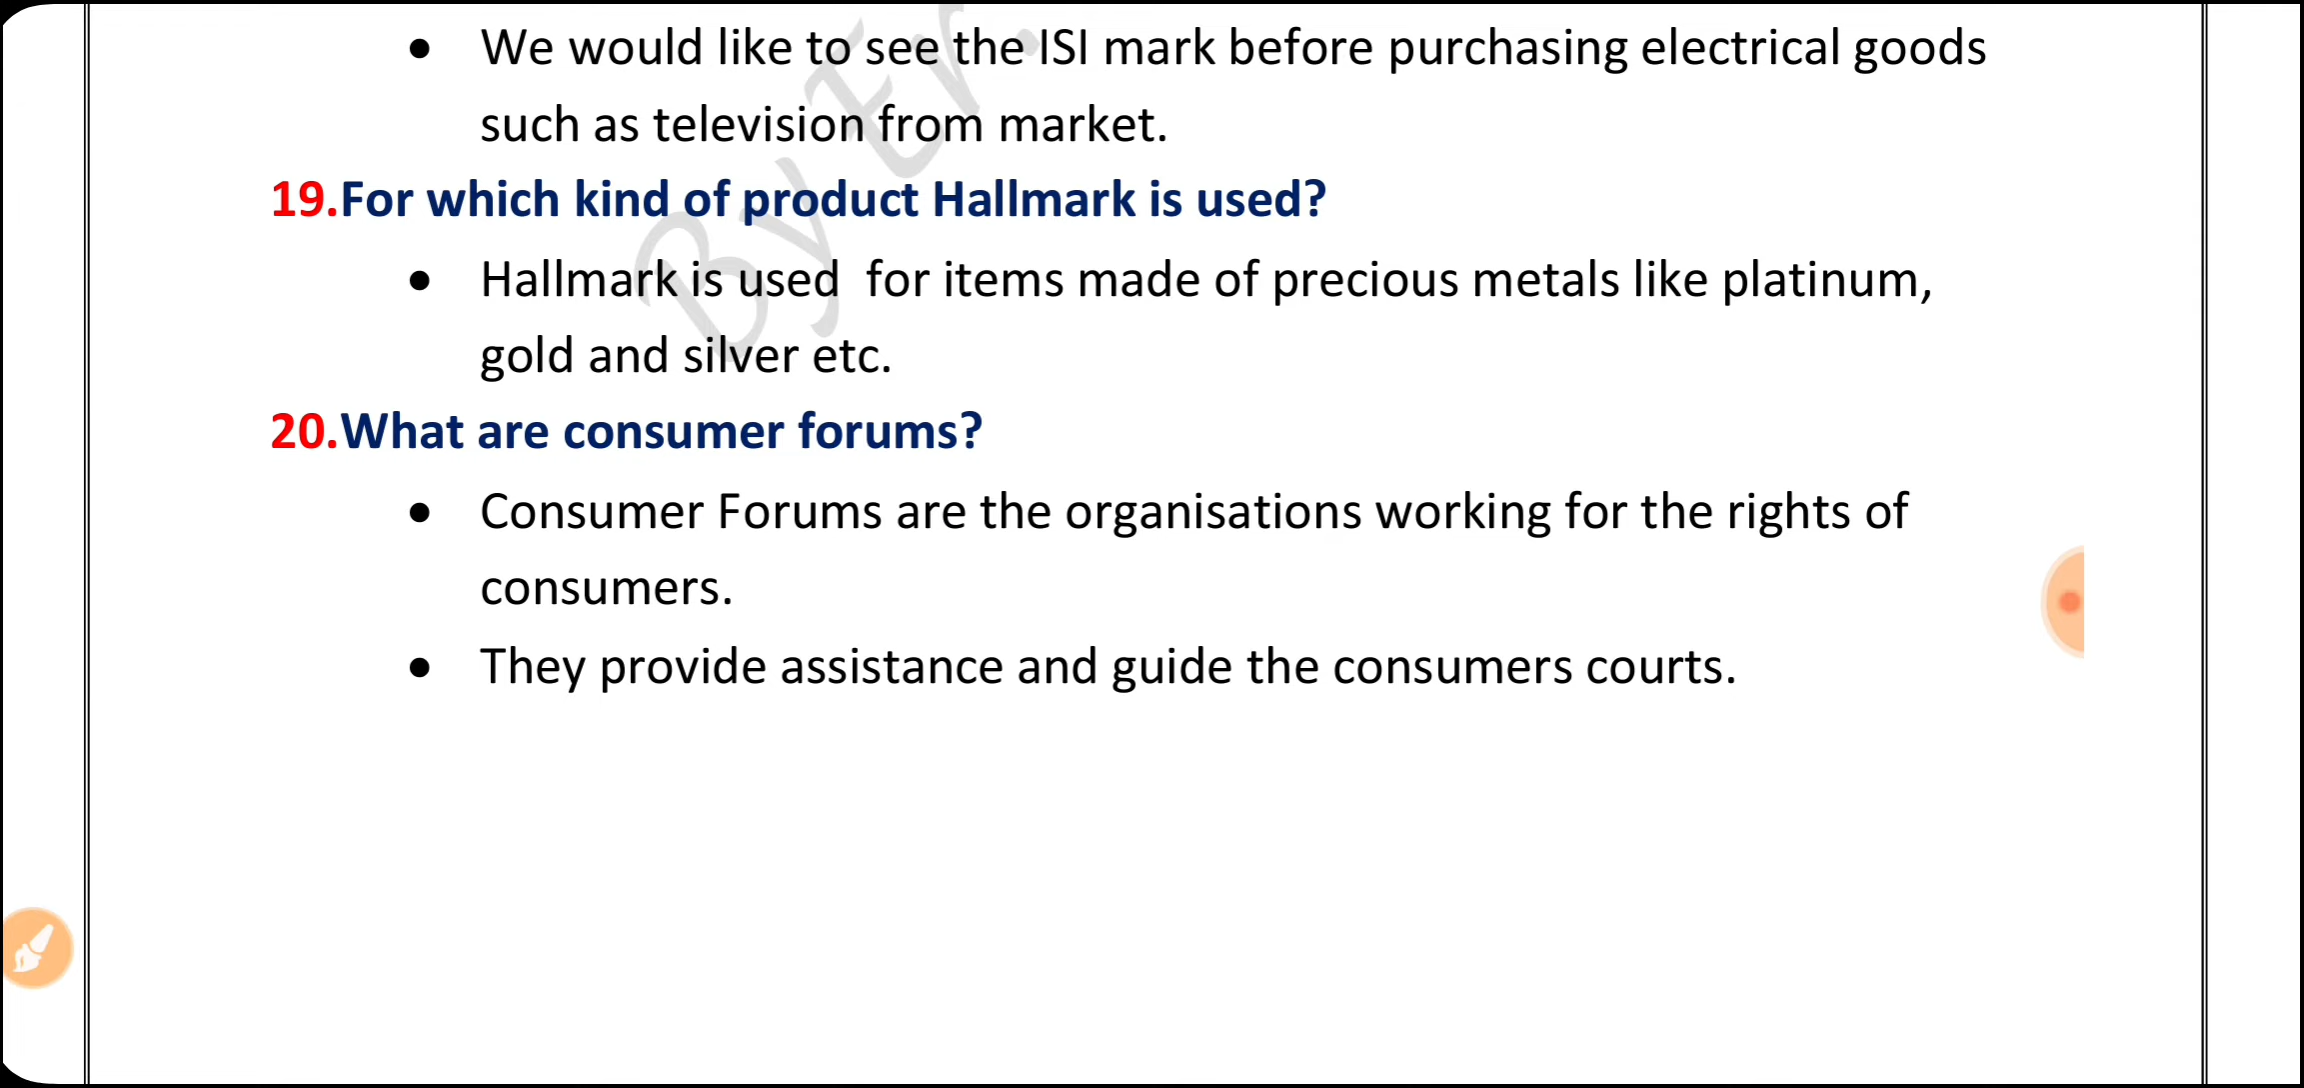 • We would like to see the ISI mark before purchasing electrical goods
such as television from market.
19.For which kind of product Hallmark is used?
• Hallmark is used  for items made of precious metals like platinum,
gold and silver etc.
20.What are consumer forums?
• Consumer Forums are the organisations working for the rights of
consumers.
• They provide assistance and guide the consumers courts.
By Er.